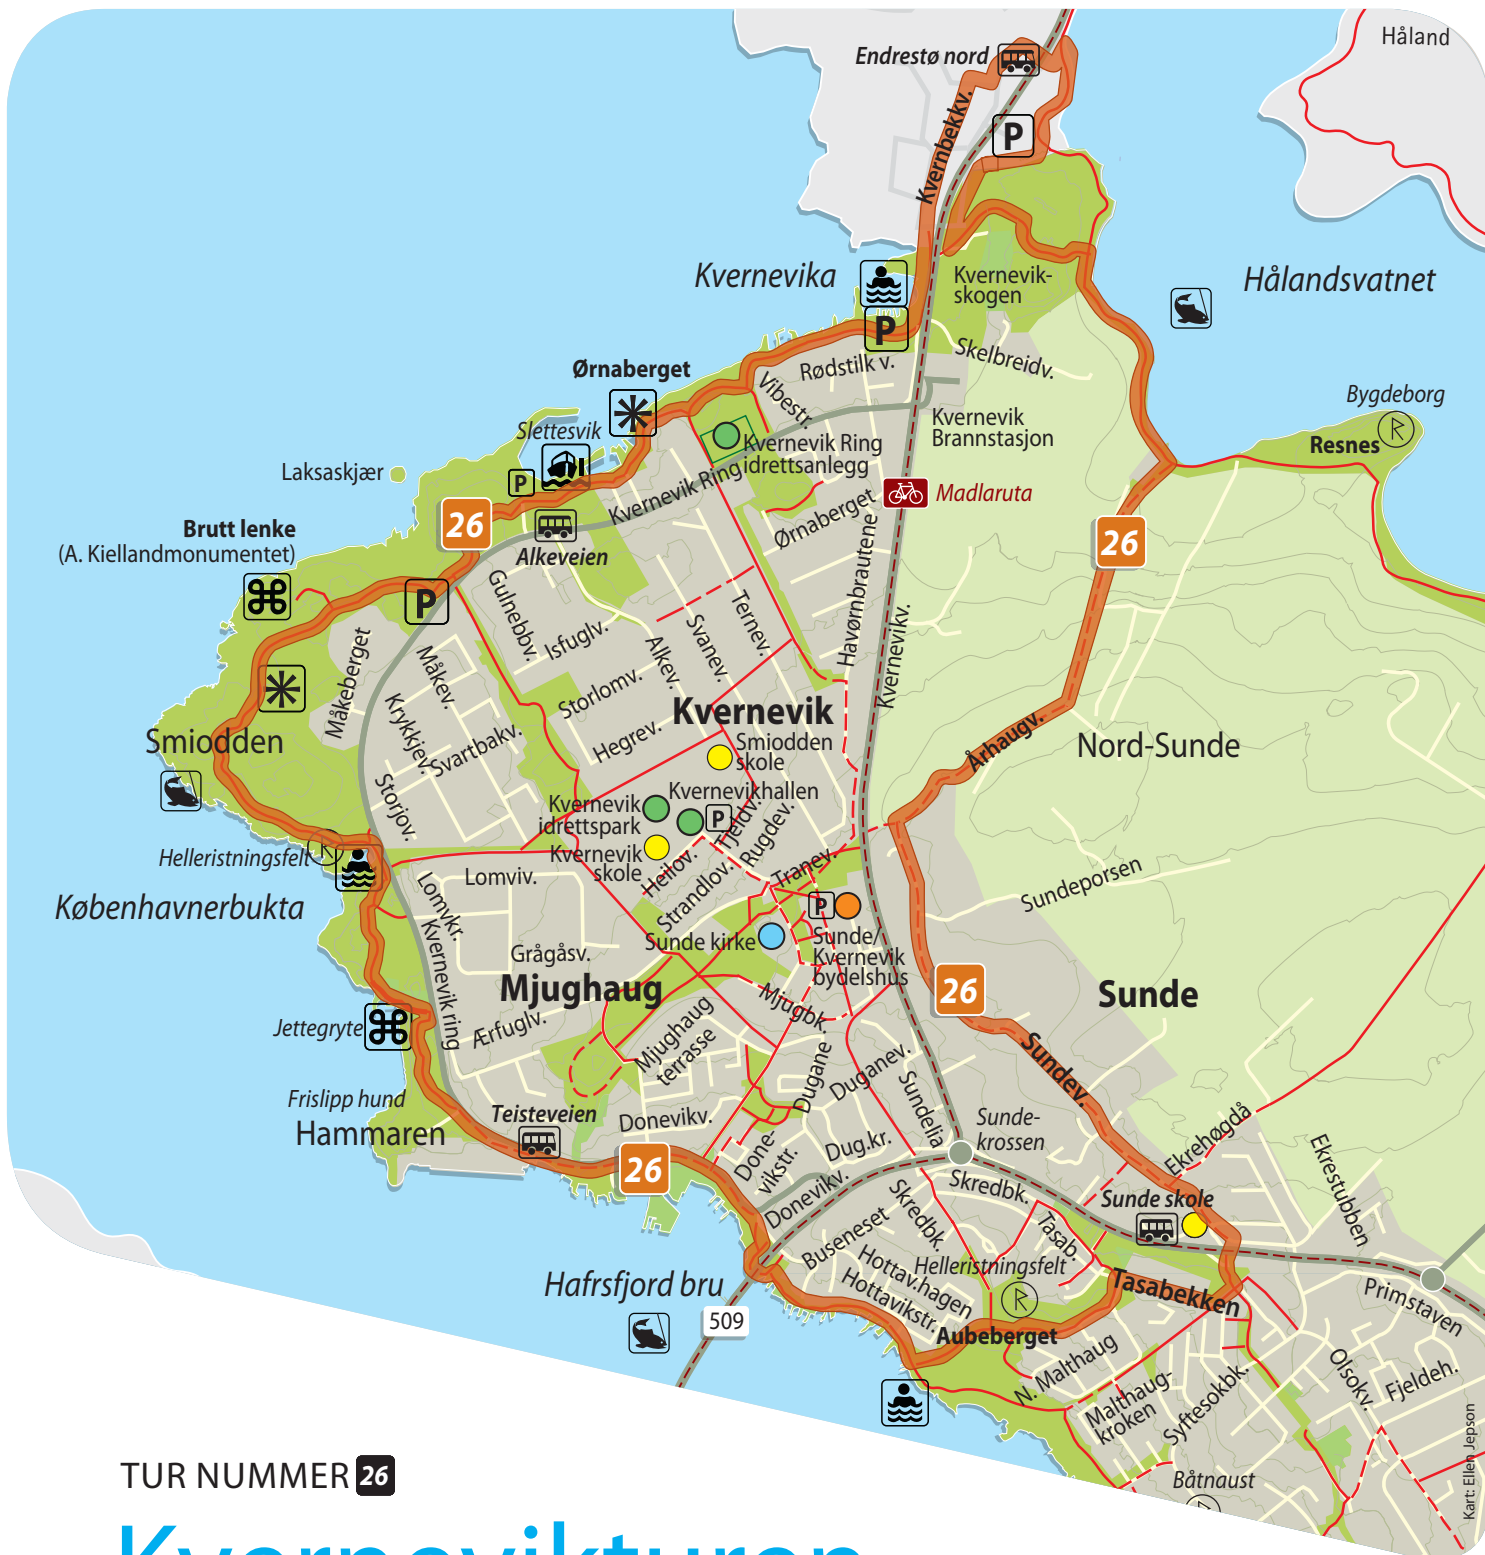 Endrestø nord
Håland
P
Kvernbekkv.
Kvernevika
Kvernevik-
skogen
Hålandsvatnet
P
Skelbreidv.
Rødstilk v.
Ørnaberget
Vibestr.
Bygdeborg
R
Resnes
Kvernevik
Brannstasjon
Slettesvik
Kvernevik Ring
idrettsanlegg
Laksaskjær
P
Kvernevik Ring
Madlaruta
26
Ørnaberget
Brutt lenke
(A. Kiellandmonumentet)
Alkeveien
26
P
Gulnebbv.
Isfuglv.
Ternev.
Svanev.
Alkev.
Havørnbrautene
Kvernevikv.
Måkeberget
Måkev.
Krykkjev.
Svartbakv.
Storlomv.
Hegrev.
Kvernevik
Smiodden
Smiodden
skole
Århaugv.
Nord-Sunde
Storjov.
Kvernevikhallen
Kvernevik
idrettspark
P
Tjeldv.
Rugdev.
Kvernevik
skole
Heilov.
Strandlov.
Tranev.
Helleristningsfelt
R
Lomviv.
Lomvkr.
Københavnerbukta
Sundeporsen
P
Sunde kirke
Sunde/
Kvernevik
bydelshus
Grågåsv.
Kvernevik ring
Mjughaug
26
Sunde
Mjugbk.
Jettegryte
Ærfuglv.
Mjughaug
terrasse
Dugane
Duganev.
Sundev.
Sundelia
Frislipp hund
Hammaren
Teisteveien
Donevikv.
Sunde-
krossen
Ekrehøgdå
Ekrestubben
Done-
vikstr.
Dug.kr.
26
Donevikv.
Skredbk.
Skredbk.
Sunde skole
Tasab.
Buseneset
Hottav.hagen
Hottavikstr.
Helleristningsfelt
R
Tasabekken
Primstaven
Hafrsfjord bru
509
Aubeberget
N. Malthaug
Malthaug-
kroken
Syftesokbk.
Olsokv.
Fjeldeh.
Båtnaust
Kart: Ellen Jepson
TUR NUMMER 26
Kvernevikturen